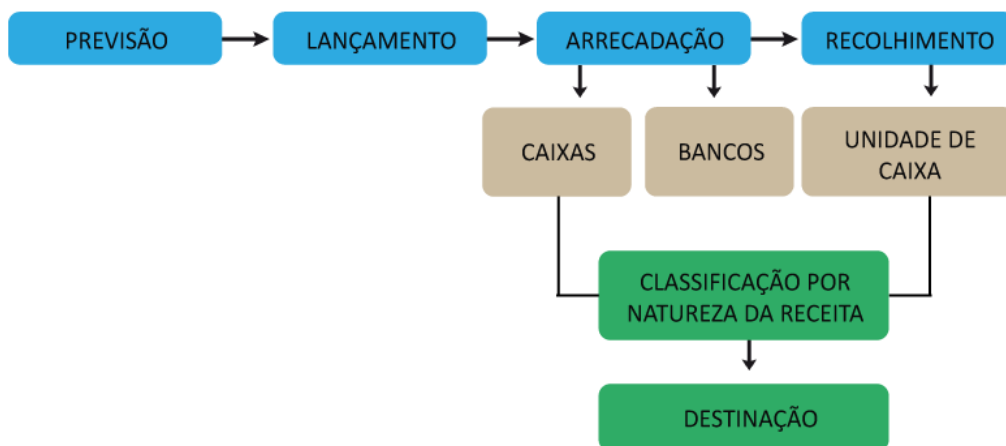 PREVISÃO
LANÇAMENTO
ARRECADAÇÃO
RECOLHIMENTO
CAIXAS
BANCOS
UNIDADE DE
CAIXA
CLASSIFICAÇÃO POR
NATUREZA DA RECEITA
DESTINAÇÃO